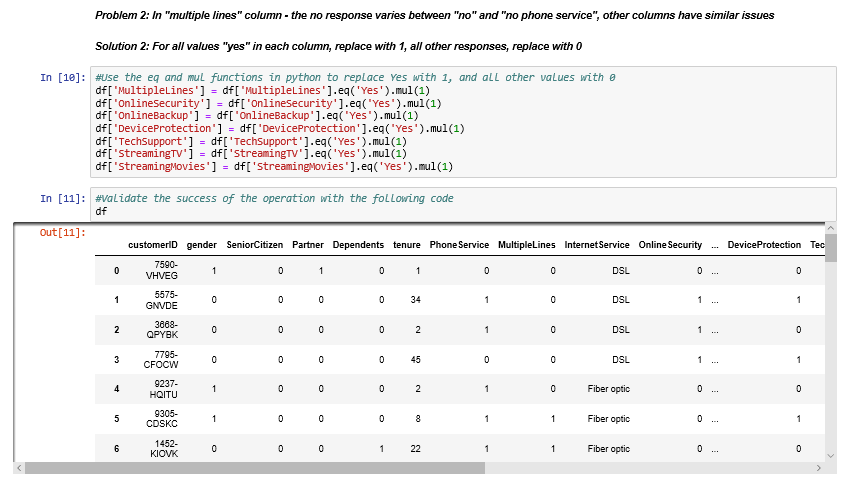 Problem 2: In "multiple lines" column - the no response varies between "no" and "no phone service", other columns have similar issues
Solution 2: For all values "yes" in each column, replace with 1, all other responses, replace with 0
In [10]: #Use the eq and mul functions in python to replace Yes with 1, and all other values with 0
df['MultipleLines'] = df['MultipleLines'].eq('Yes').mul(1)
df['OnlineSecurity'] = df['OnlineSecurity'].eq('Yes').mul(1)
df['OnlineBackup'] = df['OnlineBackup'].eq('Yes').mul(1)
df['DeviceProtection'] = df['DeviceProtection'].eq('Yes').mul(1)
df['TechSupport'] = df['TechSupport'].eq('Yes').mul(1)
df['StreamingTV'] = df['StreamingTV'].eq('Yes').mul(1)
df['StreamingMovies'] = df['StreamingMovies'].eq('Yes').mul(1)
In [11]: #Validate the success of the operation with the following code
df
Out[11]:
customerID gender SeniorCitizen Partner Dependents tenure PhoneService MultipleLines InternetService OnlineSecurity ... DeviceProtection Tec
0 7590-VHVEG 1 0 1 0 1 0 0 DSL 0 ... 0
1 5575-GNVDE 0 0 0 0 34 1 0 DSL 1 ... 1
2 3668-QPYBK 0 0 0 0 2 1 0 DSL 1 ... 0
3 7795-CFOCW 0 0 0 0 45 0 0 DSL 1 ... 1
4 9237-HQITU 1 0 0 0 2 1 0 Fiber optic 0 ... 0
5 9305-CDSKC 1 0 0 0 8 1 1 Fiber optic 0 ... 1
6 1452-KIOVK 0 0 0 1 22 1 1 Fiber optic 0 ... 0